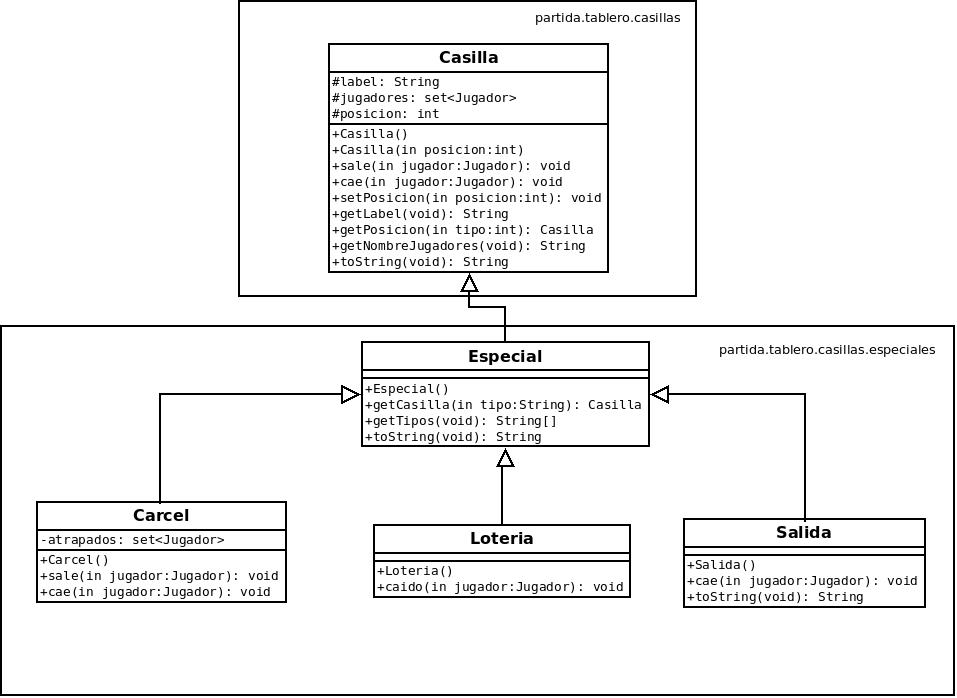 partida.tablero.casillas
Casilla
#label: String
#jugadores: set<Jugador>
#posicion: int
+Casilla()
+Casilla(in posicion:int)
+sale(in jugador:Jugador): void
+cae(in jugador:Jugador): void
+setPosicion(in posicion:int): void
+getLabel(void): String
+getPosicion(in tipo:int): Casilla
+getNombreJugadores(void): String
+toString(void): String
partida.tablero.casillas.especiales
Especial
+Especial()
+getCasilla(in tipo:String): Casilla
+getTipos(void): String[]
+toString(void): String
Carcel
-atrapados: set<Jugador>
+Carcel()
+sale(in jugador:Jugador): void
+cae(in jugador:Jugador): void
Loteria
+Loteria()
+caido(in jugador:Jugador): void
Salida
+Salida()
+cae(in jugador:Jugador): void
+toString(void): String